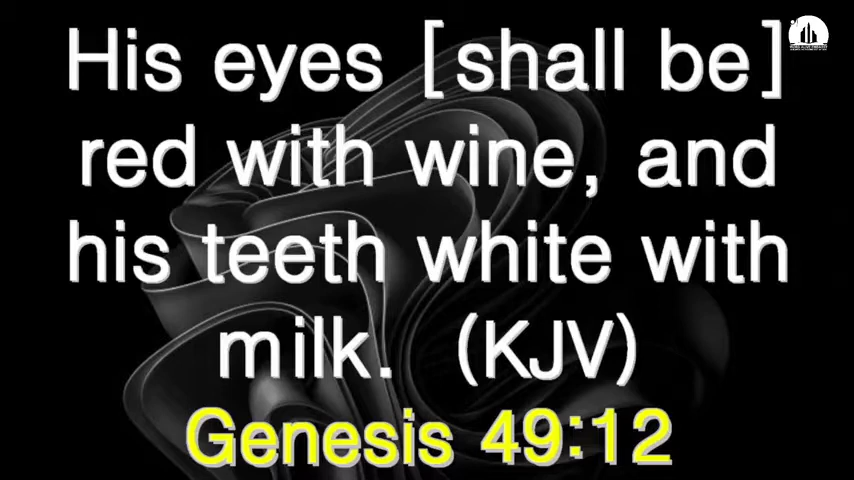 His eyes [shall be]
red with wine, and
his teeth white with
milk. (KJV)
Genesis 49:12